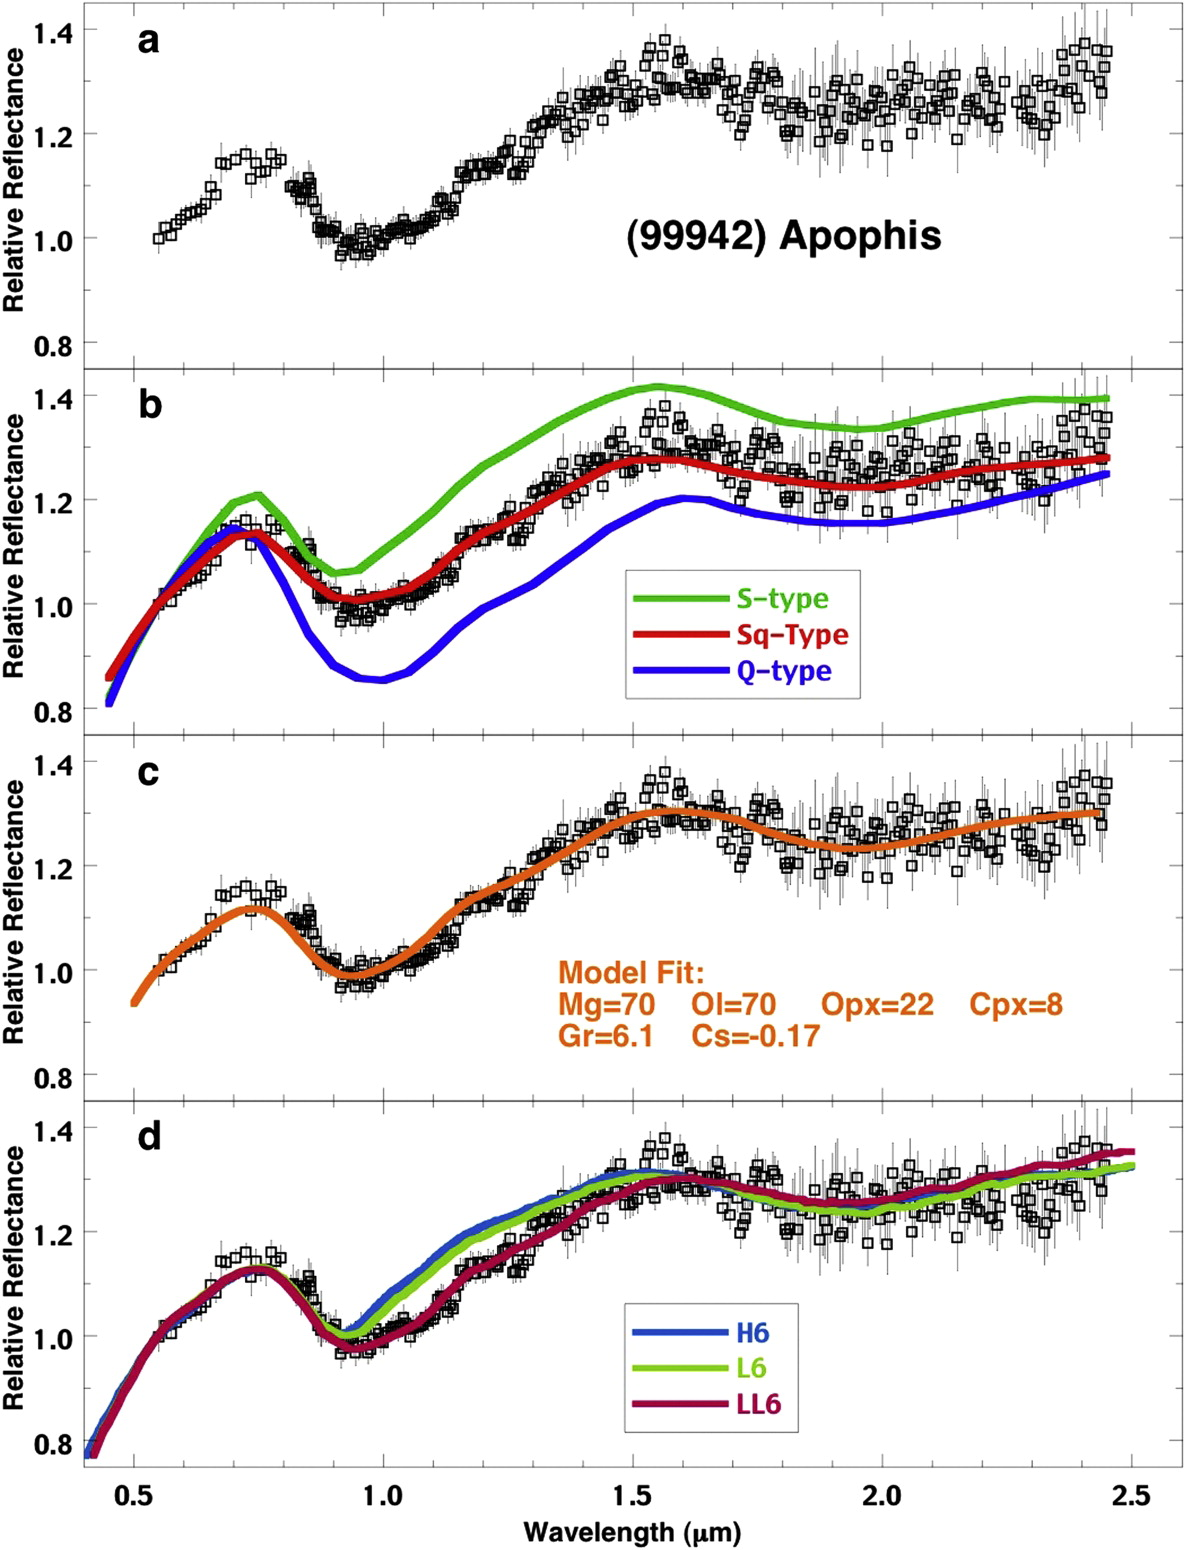 a
1.4
1.2
1.0
0.8
Relative Reflectance
(99942) Apophis
b
1.4
1.2
1.0
0.8
Relative Reflectance
S-type
Sq-Type
Q-type
c
1.4
1.2
1.0
0.8
Relative Reflectance
Model Fit:
Mg=70 Ol=70 Opx=22 Cpx=8
Gr=6.1 Cs=-0.17
d
1.4
1.2
1.0
0.8
Relative Reflectance
H6
L6
LL6
0.5 1.0 1.5 2.0 2.5
Wavelength (μm)